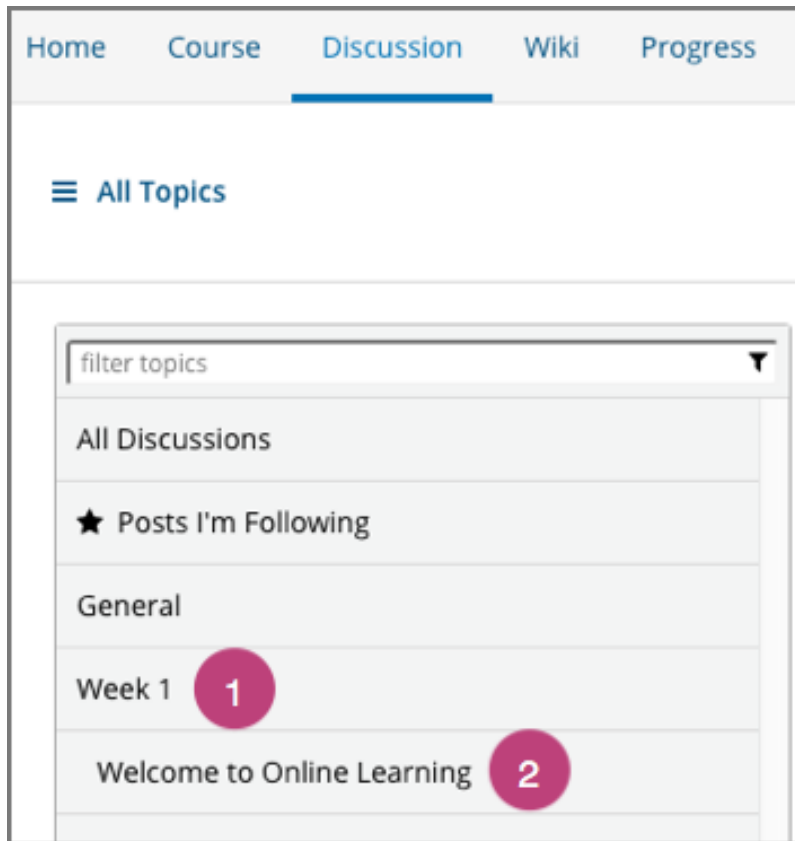 Home Course Discussion Wiki Progress
All Topics
filter topics
All Discussions
Posts I'm Following
General
Week 1 1
Welcome to Online Learning 2